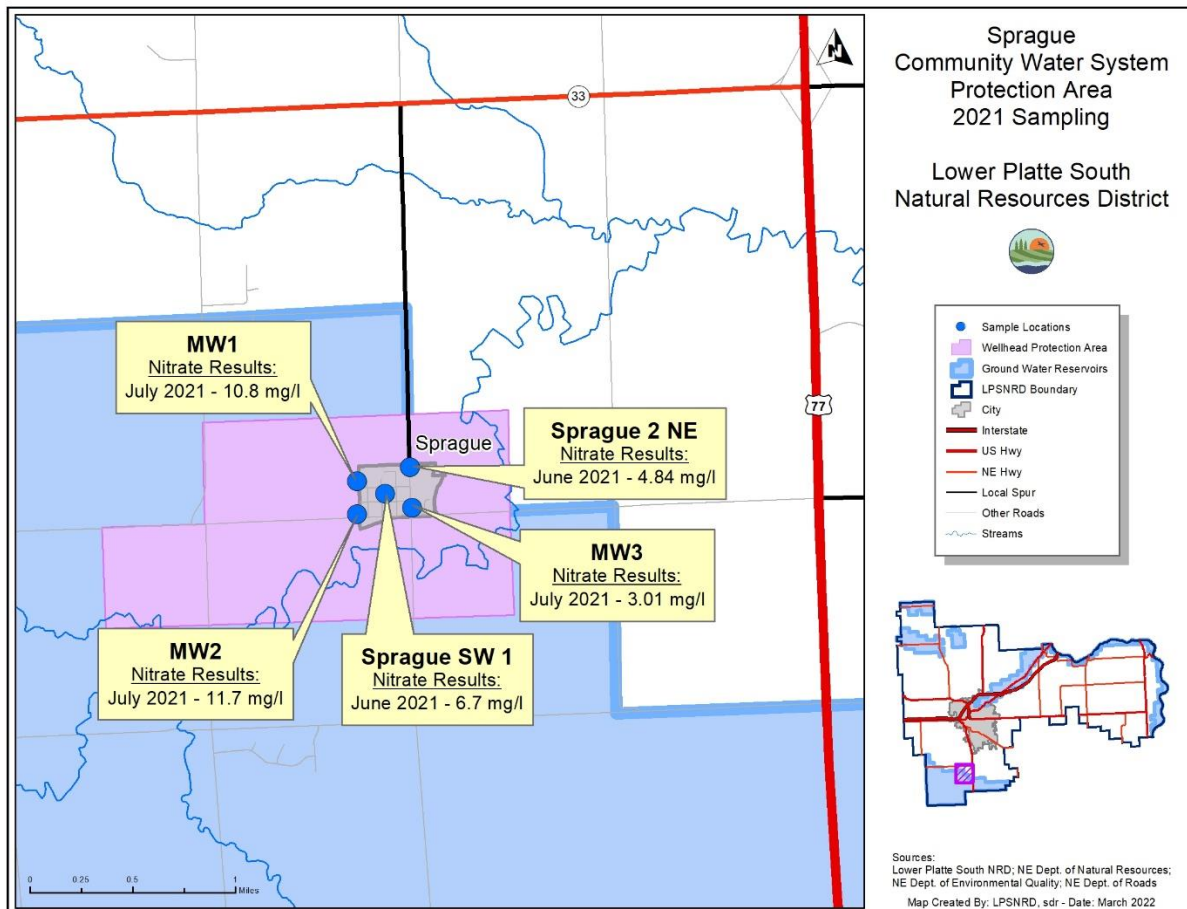 Sprague
Community Water System
Protection Area
2021 Sampling
Lower Platte South
Natural Resources District
N
33
77
MW1
Nitrate Results:
July 2021 - 10.8 mg/l
Sprague
Sprague 2 NE
Nitrate Results:
June 2021 - 4.84 mg/l
MW3
Nitrate Results:
July 2021 - 3.01 mg/l
MW2
Nitrate Results:
July 2021 - 11.7 mg/l
Sprague SW 1
Nitrate Results:
June 2021 - 6.7 mg/l
0 0.25 0.5 1
Miles
Sample Locations
Wellhead Protection Area
Ground Water Reservoirs
LPSNRD Boundary
City
Interstate
US Hwy
NE Hwy
Local Spur
Other Roads
Streams
Sources:
Lower Platte South NRD; NE Dept. of Natural Resources;
NE Dept. of Environmental Quality; NE Dept. of Roads
Map Created By: LPSNRD, sdr - Date: March 2022